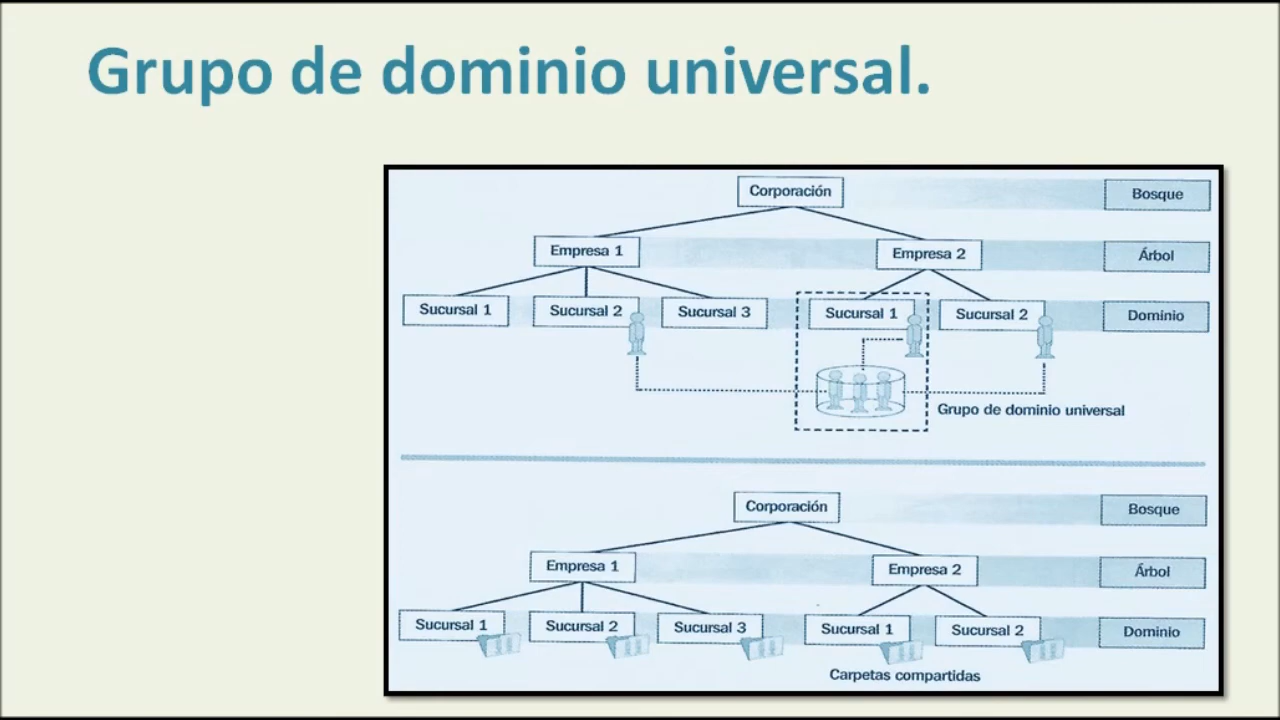 Grupo de dominio universal.
Corporación Bosque
Empresa 1 Empresa 2 Árbol
Sucursal 1 Sucursal 2 Sucursal 3 Sucursal 1 Sucursal 2 Dominio
Grupo de dominio universal
Corporación Bosque
Empresa 1 Empresa 2 Árbol
Sucursal 1 Sucursal 2 Sucursal 3 Sucursal 1 Sucursal 2 Dominio
Carpetas compartidas